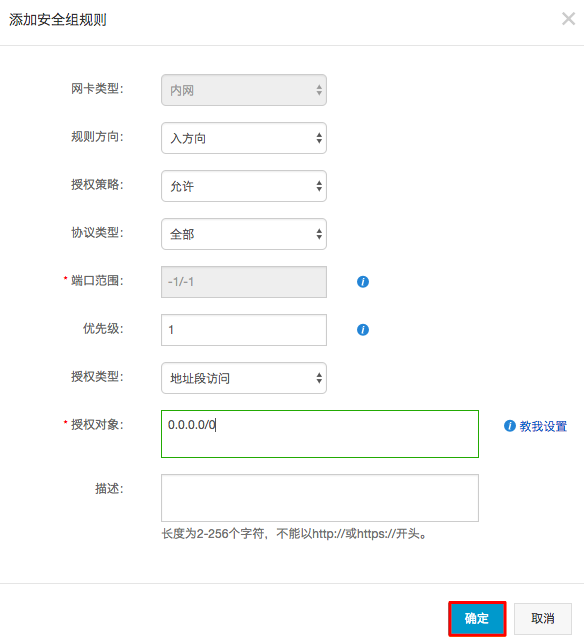 添加安全组规则
网卡类型： 内网
规则方向： 入方向
授权策略： 允许
协议类型： 全部
* 端口范围： -1/-1
优先级： 1
授权类型： 地址段访问
* 授权对象： 0.0.0.0/0 教我设置
描述：
长度为2-256个字符，不能以http://或https://开头。
确定 取消